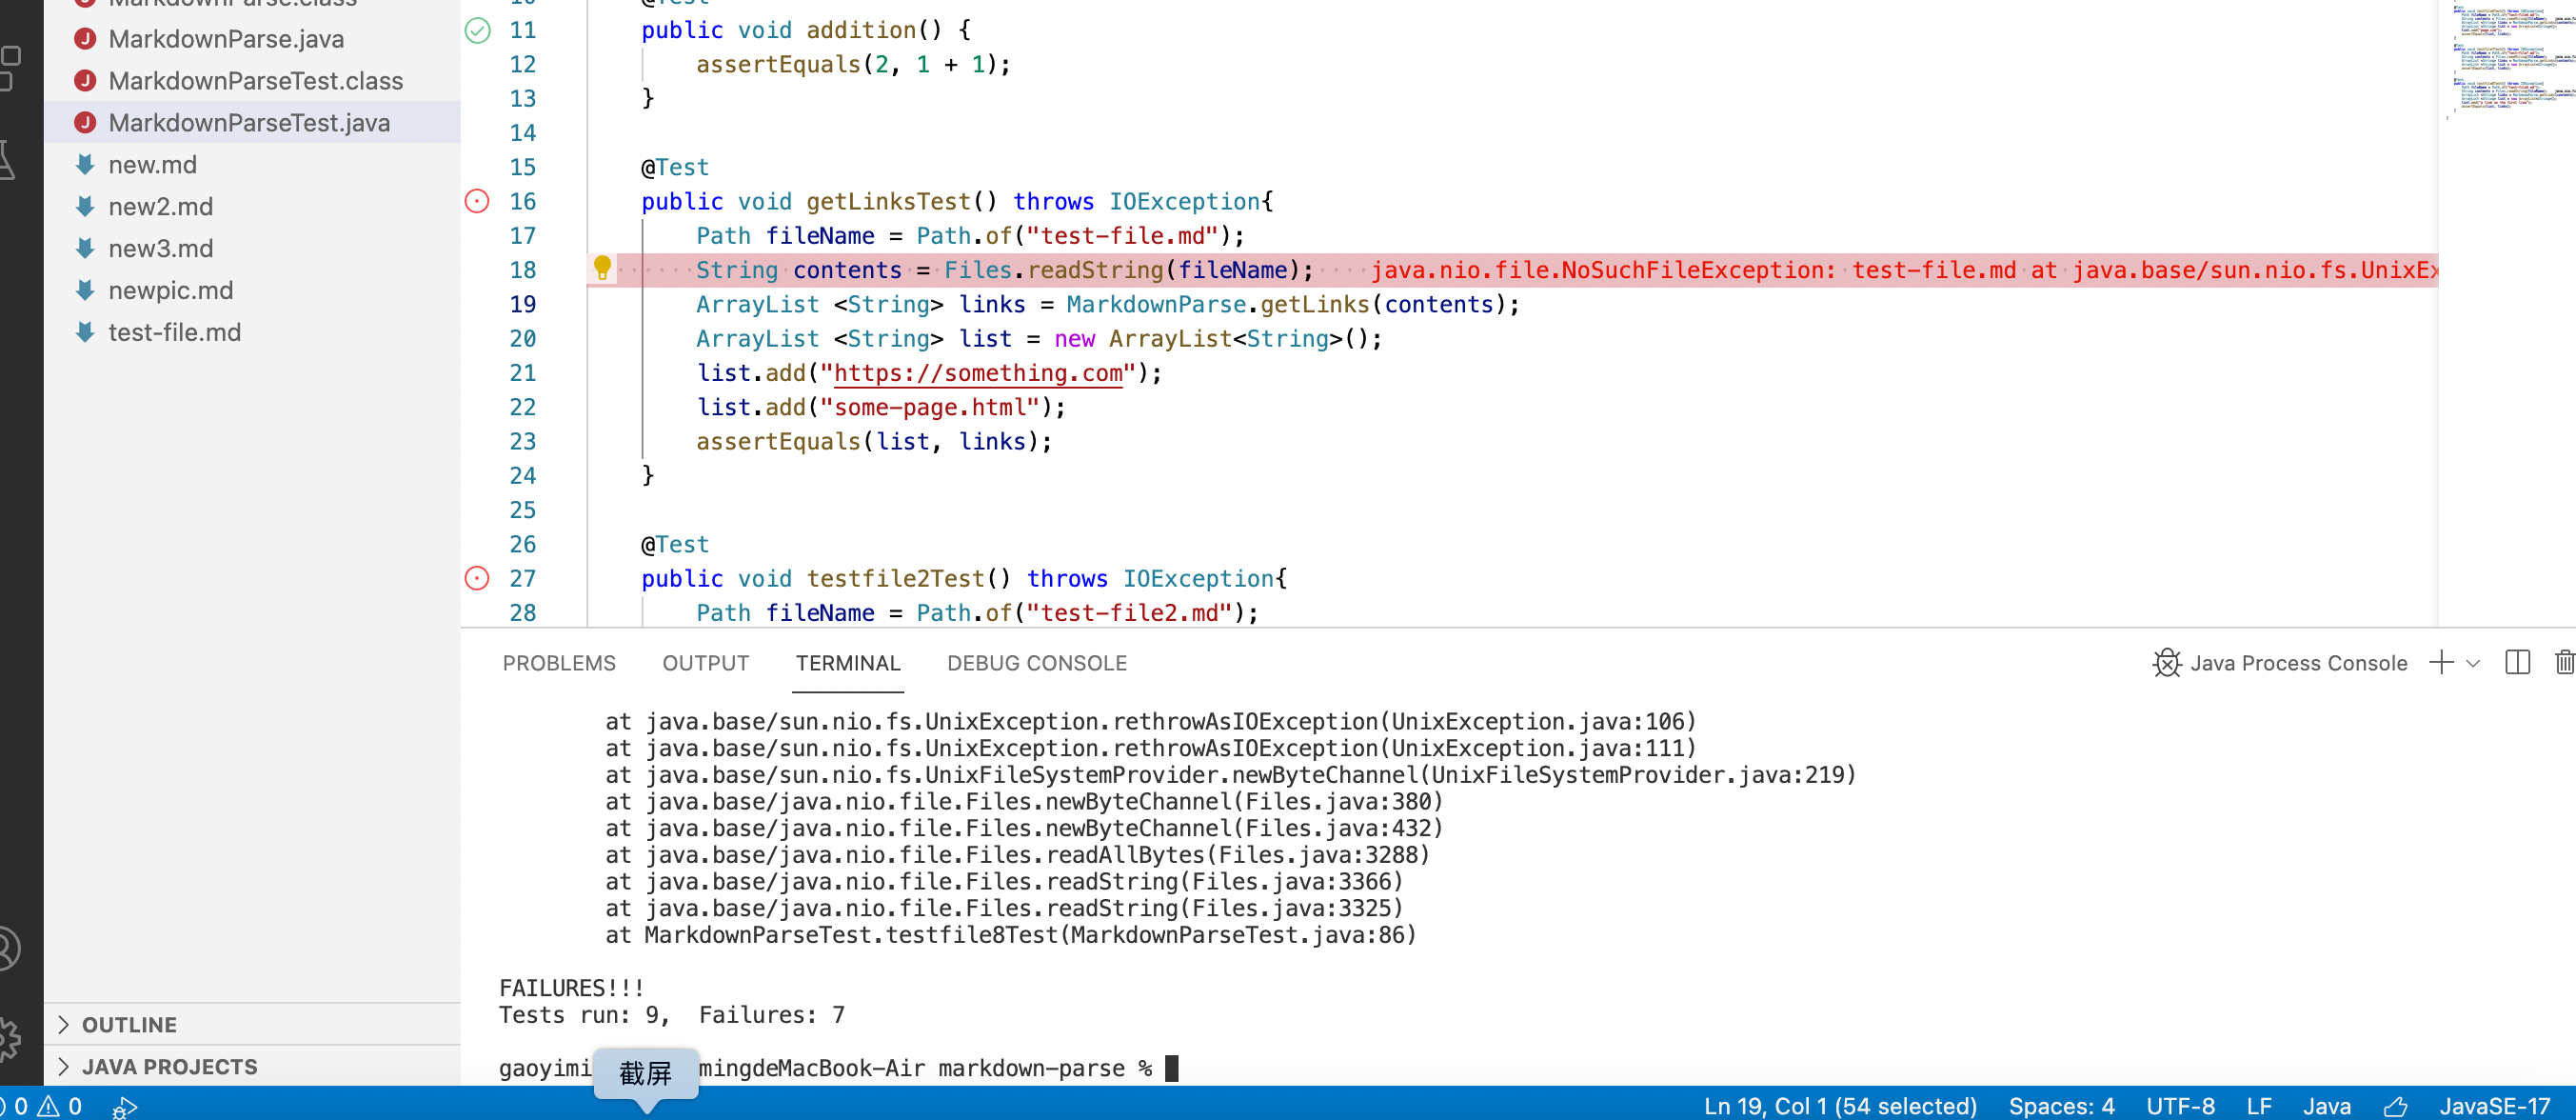 MarkdownParse.class
MarkdownParse.java
MarkdownParseTest.class
MarkdownParseTest.java
new.md
new2.md
new3.md
newpic.md
test-file.md
OUTLINE
JAVA PROJECTS
10 @Test
11 public void addition() {
12 assertEquals(2, 1 + 1);
13 }
14
15 @Test
16 public void getLinksTest() throws IOException{
17 Path fileName = Path.of("test-file.md");
18 String contents = Files.readString(fileName); java.nio.file.NoSuchFileException: test-file.md at java.base/sun.nio.fs.UnixEx
19 ArrayList <String> links = MarkdownParse.getLinks(contents);
20 ArrayList <String> list = new ArrayList<String>();
21 list.add("https://something.com");
22 list.add("some-page.html");
23 assertEquals(list, links);
24 }
25
26 @Test
27 public void testfile2Test() throws IOException{
28 Path fileName = Path.of("test-file2.md");
PROBLEMS OUTPUT TERMINAL DEBUG CONSOLE Java Process Console
at java.base/sun.nio.fs.UnixException.rethrowAsIOException(UnixException.java:106)
at java.base/sun.nio.fs.UnixException.rethrowAsIOException(UnixException.java:111)
at java.base/sun.nio.fs.UnixFileSystemProvider.newByteChannel(UnixFileSystemProvider.java:219)
at java.base/java.nio.file.Files.newByteChannel(Files.java:380)
at java.base/java.nio.file.Files.newByteChannel(Files.java:432)
at java.base/java.nio.file.Files.readAllBytes(Files.java:3288)
at java.base/java.nio.file.Files.readString(Files.java:3366)
at java.base/java.nio.file.Files.readString(Files.java:3325)
at MarkdownParseTest.testfile8Test(MarkdownParseTest.java:86)
FAILURES!!!
Tests run: 9, Failures: 7
gaoyimi mingdeMacBook-Air markdown-parse %
截屏
0 0 Ln 19, Col 1 (54 selected) Spaces: 4 UTF-8 LF Java JavaSE-17